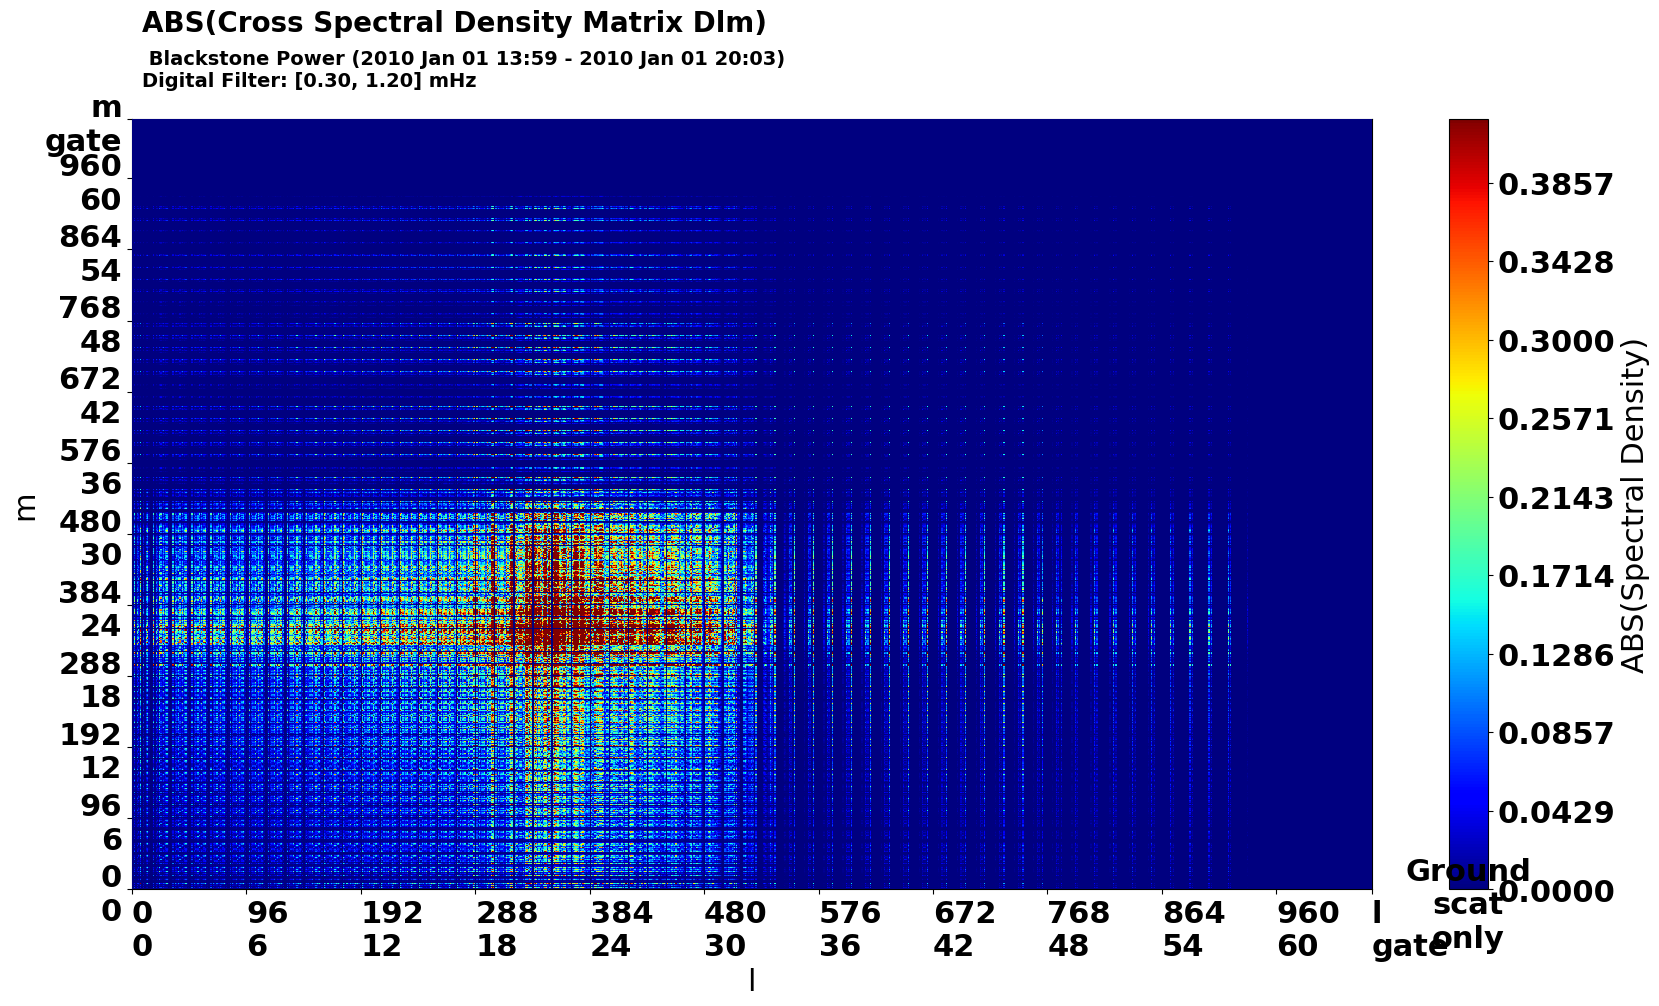 ABS(Cross Spectral Density Matrix Dlm)
Blackstone Power (2010 Jan 01 13:59 - 2010 Jan 01 20:03)
Digital Filter: [0.30, 1.20] mHz
m
gate
960
60
864
54
768
48
672
42
576
36
480
30
384
24
288
18
192
12
96
6
0
0
m
0 96 192 288 384 480 576 672 768 864 960 l
0 6 12 18 24 30 36 42 48 54 60 gate
l
0.3857
0.3428
0.3000
0.2571
0.2143
0.1714
0.1286
0.0857
0.0429
0.0000
ABS(Spectral Density)
Ground
scat
only